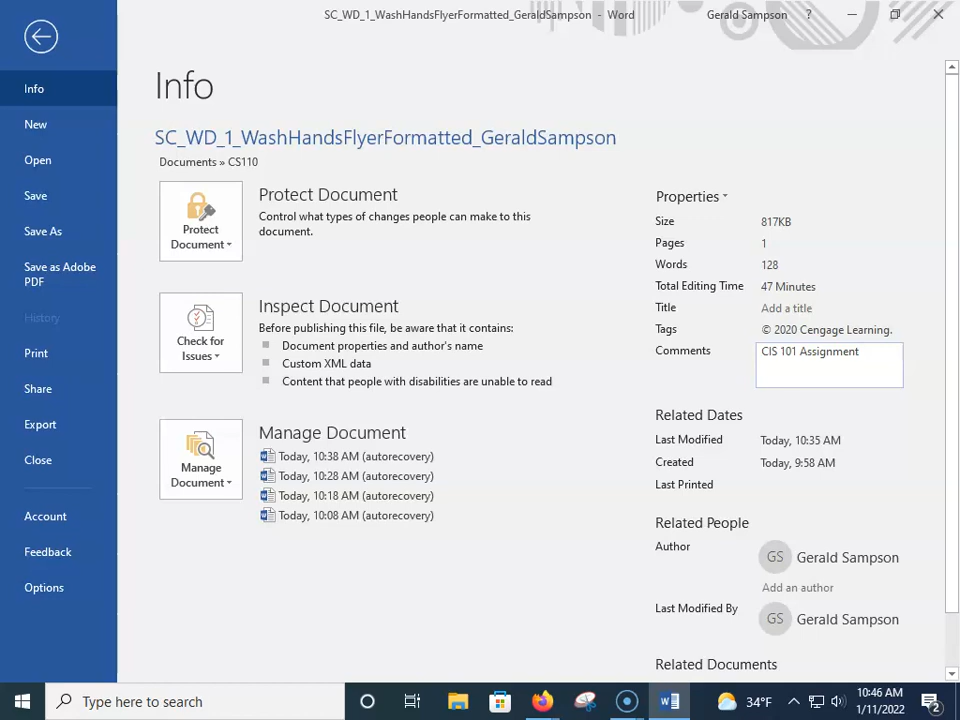 SC_WD_1_WashHandsFlyerFormatted_GeraldSampson - Word
Gerald Sampson
?
Info
New
Open
Save
Save As
Save as Adobe
PDF
History
Print
Share
Export
Close
Account
Feedback
Options
Info
SC_WD_1_WashHandsFlyerFormatted_GeraldSampson
Documents » CS110
Protect
Document
Protect Document
Control what types of changes people can make to this
document.
Check for
Issues
Inspect Document
Before publishing this file, be aware that it contains:
Document properties and author's name
Custom XML data
Content that people with disabilities are unable to read
Manage
Document
Manage Document
Today, 10:38 AM (autorecovery)
Today, 10:28 AM (autorecovery)
Today, 10:18 AM (autorecovery)
Today, 10:08 AM (autorecovery)
Properties
Size 817KB
Pages 1
Words 128
Total Editing Time 47 Minutes
Title Add a title
Tags © 2020 Cengage Learning.
Comments CIS 101 Assignment
Related Dates
Last Modified Today, 10:35 AM
Created Today, 9:58 AM
Last Printed
Related People
Author GS Gerald Sampson
Add an author
Last Modified By GS Gerald Sampson
Related Documents
Type here to search
34°F
10:46 AM
1/11/2022
2